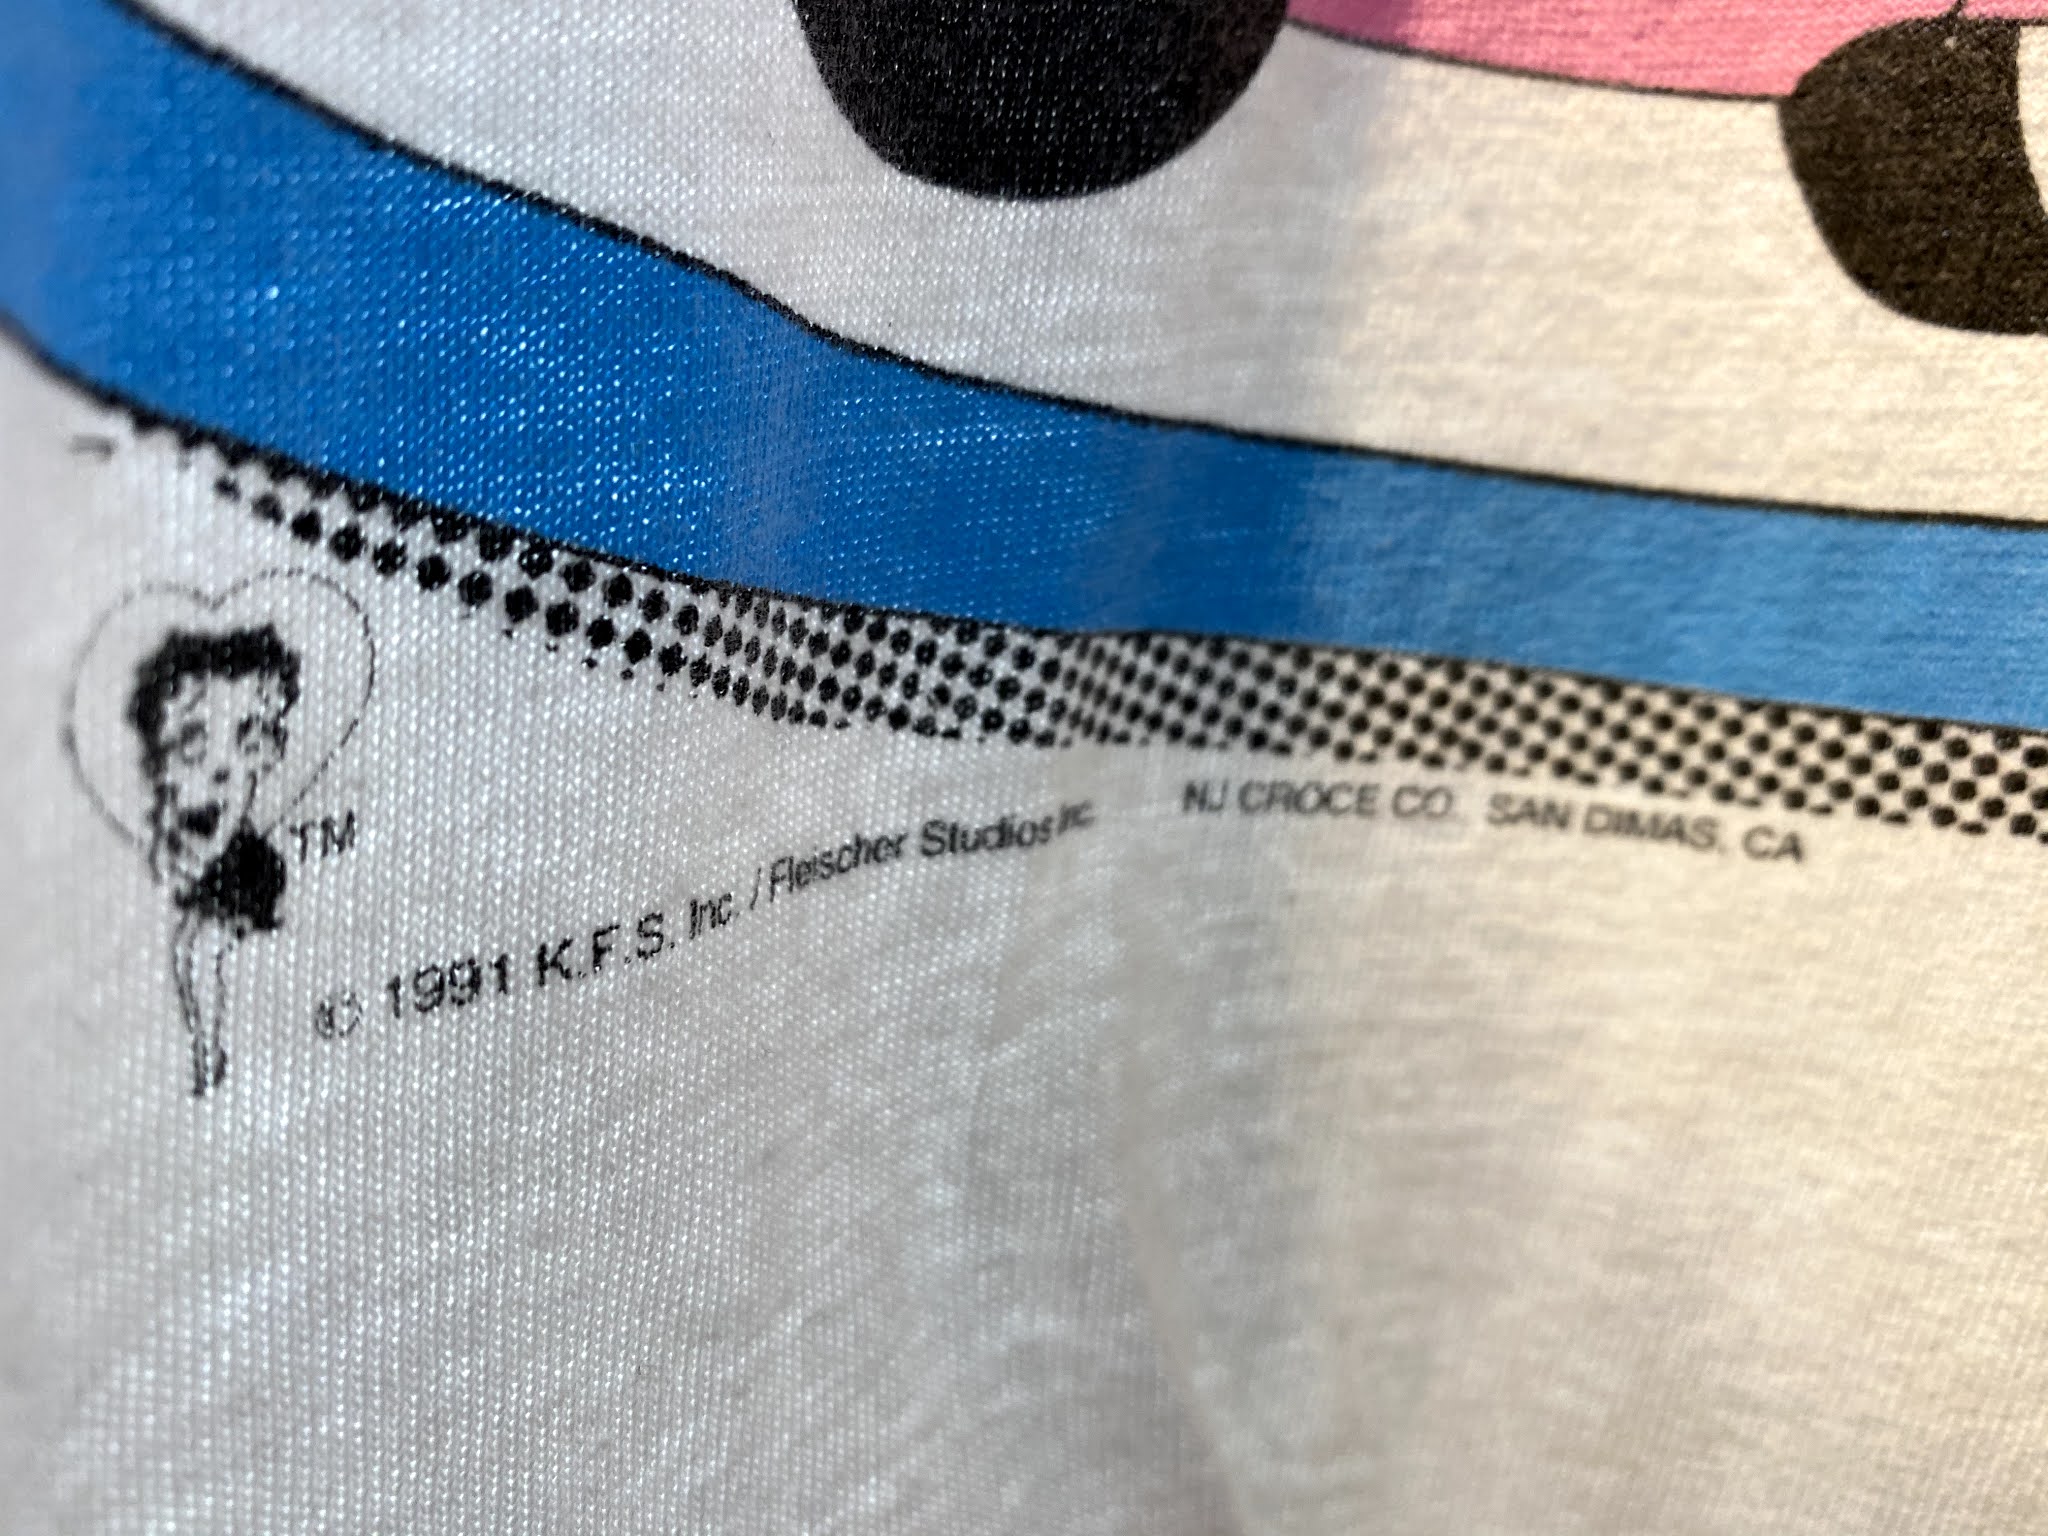 TM
© 1991 K.F.S. Inc. / Fleischer Studios Inc.
NJ CROCE CO. SAN DIMAS, CA